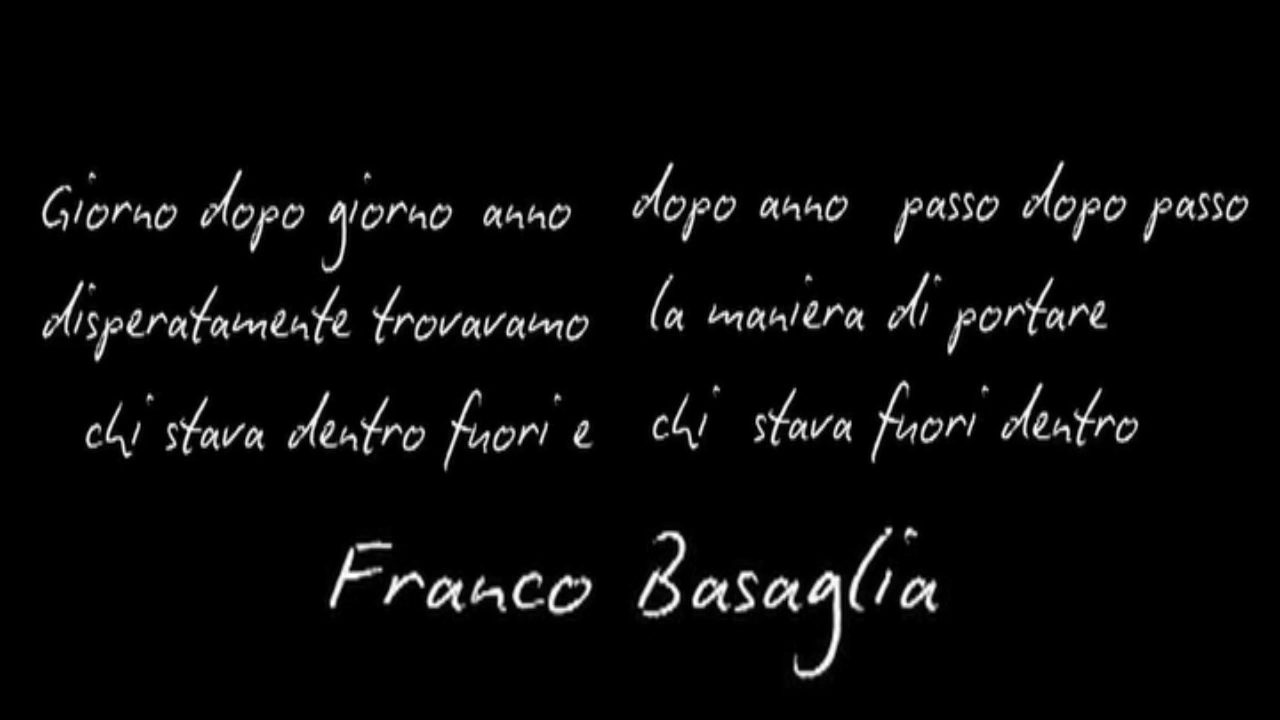 Giorno dopo giorno anno dopo anno passo dopo passo
disperatamente trovavamo la maniera di portare
chi stava dentro fuori e chi stava fuori dentro
Franco Basaglia